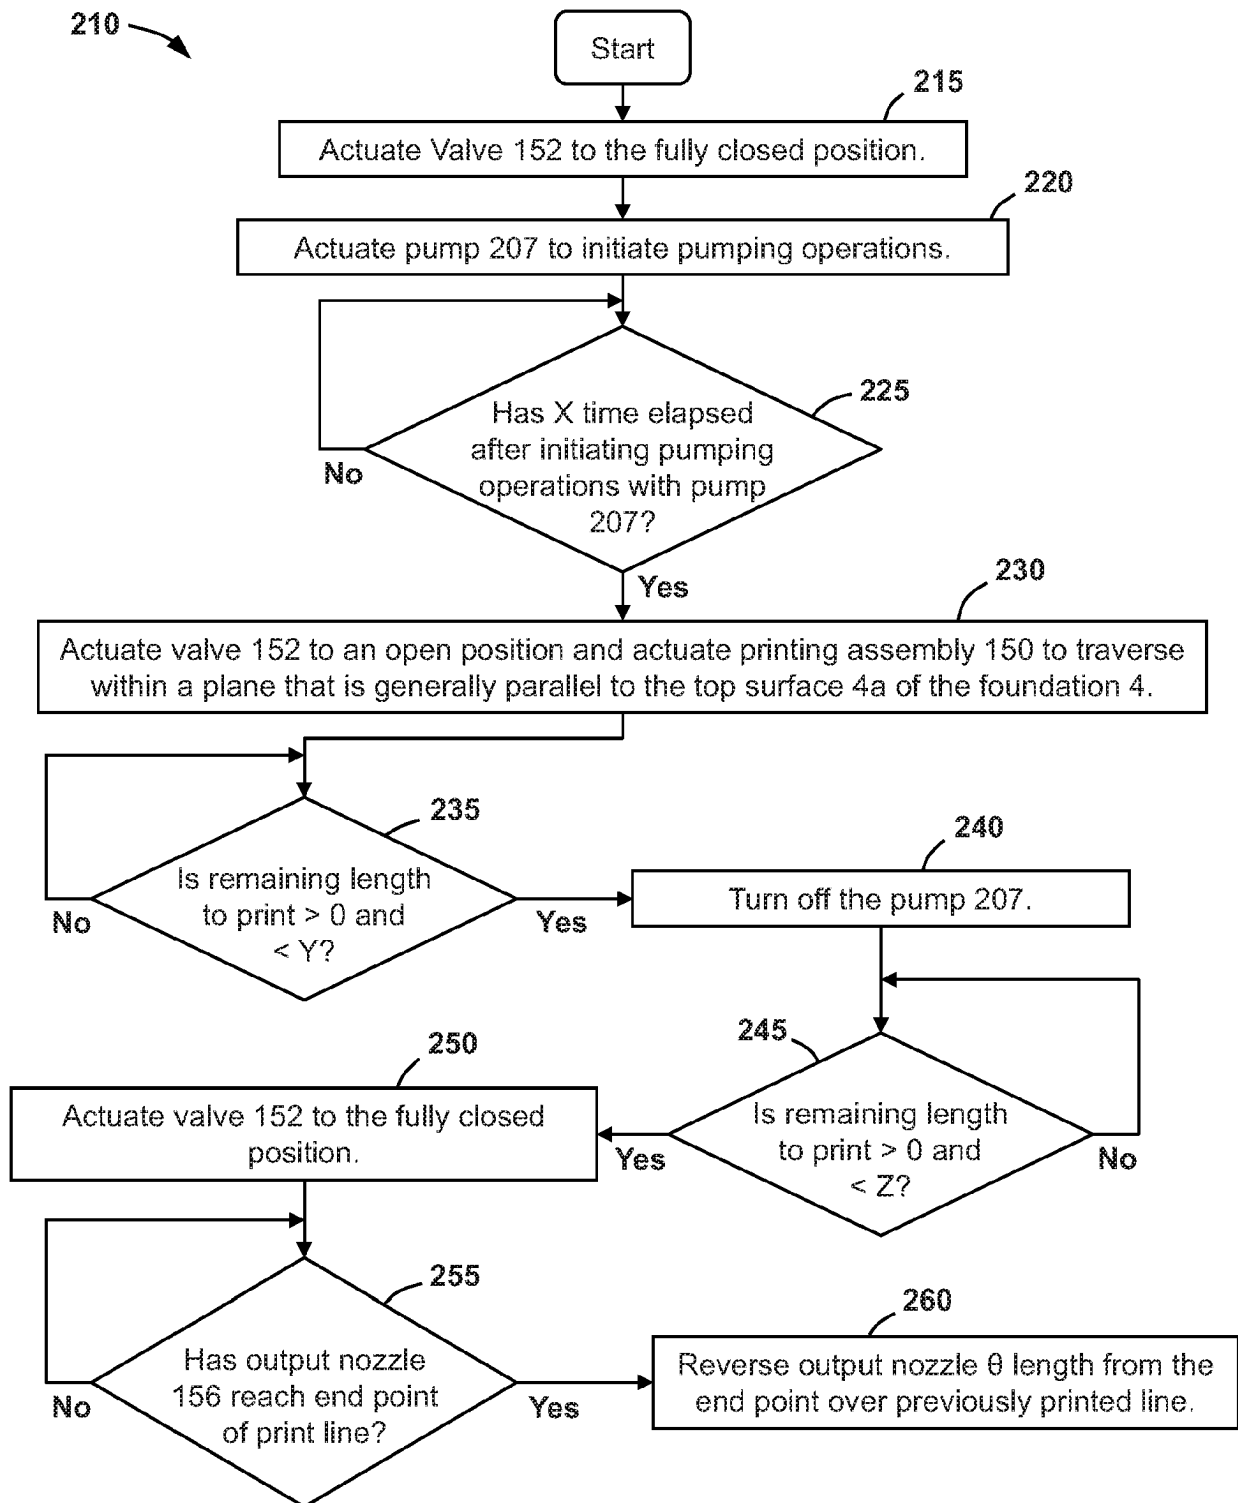 210
Start
215
Actuate Valve 152 to the fully closed position.
220
Actuate pump 207 to initiate pumping operations.
225
Has X time elapsed
after initiating pumping
operations with pump
207?
No
Yes
230
Actuate valve 152 to an open position and actuate printing assembly 150 to traverse
within a plane that is generally parallel to the top surface 4a of the foundation 4.
235
Is remaining length
to print > 0 and
< Y?
No
Yes
240
Turn off the pump 207.
245
Is remaining length
to print > 0 and
< Z?
Yes
No
250
Actuate valve 152 to the fully closed
position.
255
Has output nozzle
156 reach end point
of print line?
No
Yes
260
Reverse output nozzle θ length from the
end point over previously printed line.